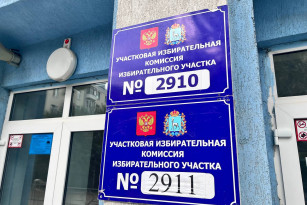 УЧАСТКОВАЯ ИЗБИРАТЕЛЬНАЯ
КОМИССИЯ
ИЗБИРАТЕЛЬНОГО УЧАСТКА
№ 2910
УЧАСТКОВАЯ ИЗБИРАТЕЛЬНАЯ
КОМИССИЯ
ИЗБИРАТЕЛЬНОГО УЧАСТКА
№ 2911